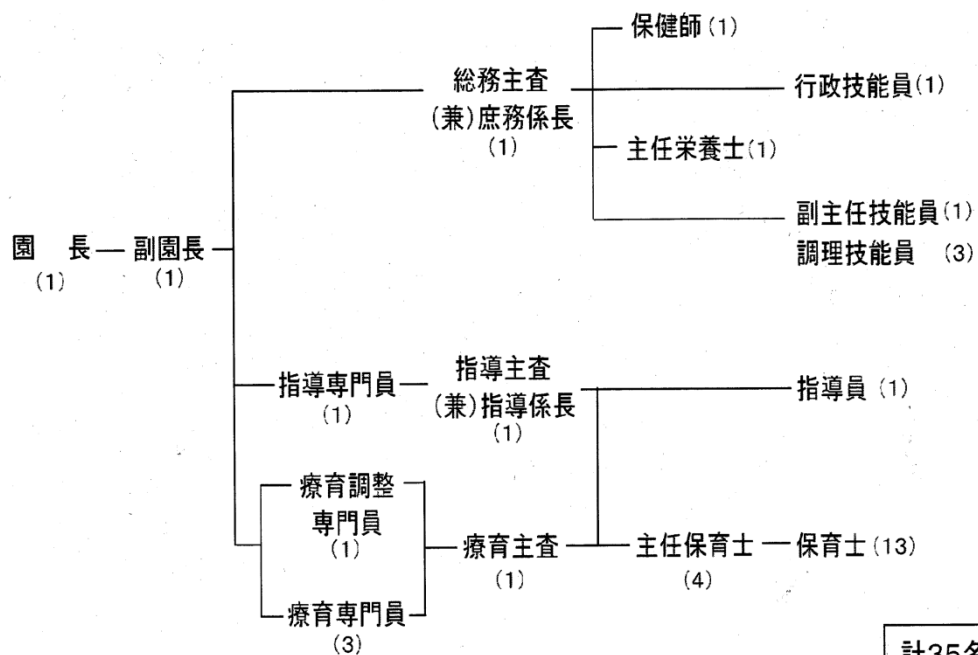 保健師(1)
総務主査
(兼)庶務係長
(1)
行政技能員(1)
主任栄養士(1)
副主任技能員(1)
調理技能員 (3)
園 長
(1)
副園長
(1)
指導専門員
(1)
指導主査
(兼)指導係長
(1)
指導員(1)
療育調整
専門員
(1)
療育専門員
(3)
療育主査
(1)
主任保育士
(4)
保育士(13)
計35名